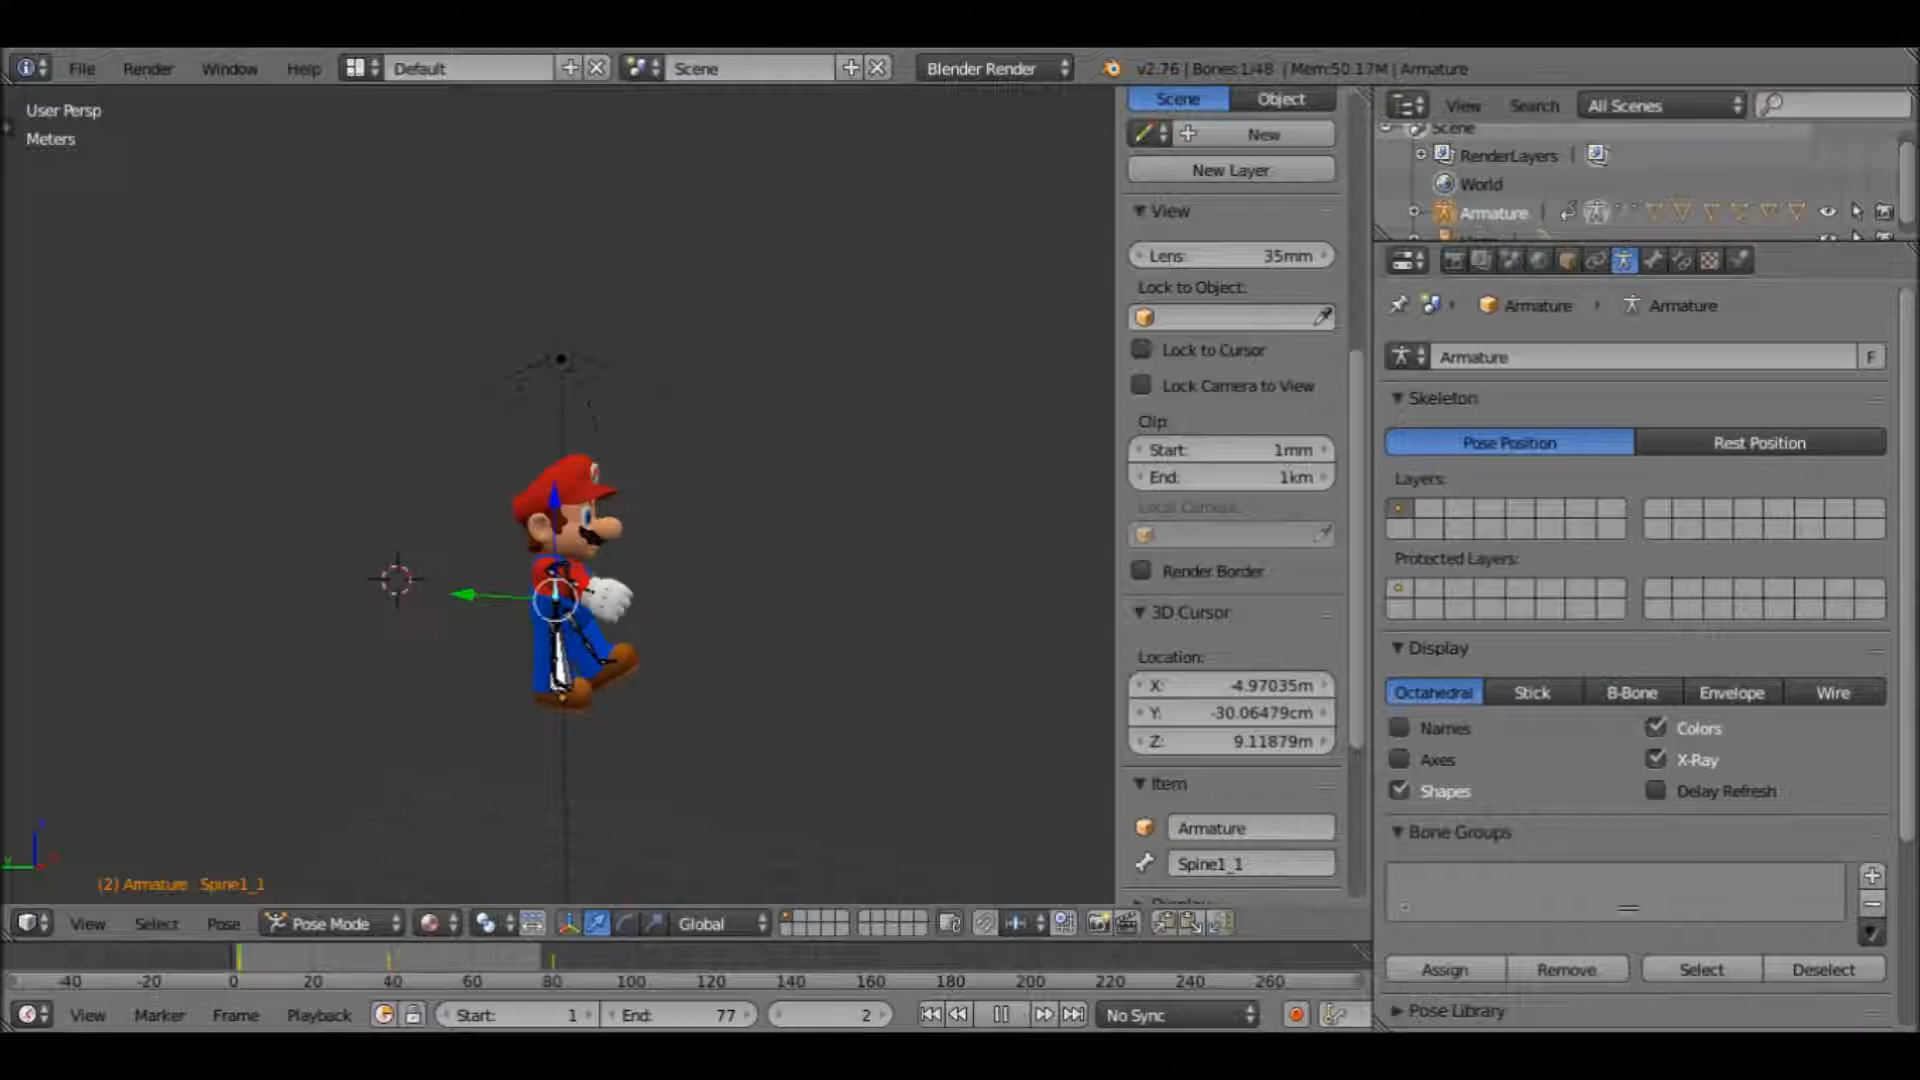 File Render Window Help Default Scene Blender Render v2.76 | Bones:1/48 | Mem:50.17M | Armature
User Persp
Meters
(2) Armature Spine1_1
Scene Object
New
New Layer
View
Lens: 35mm
Lock to Object:
Lock to Cursor
Lock Camera to View
Clip:
Start: 1mm
End: 1km
Local Camera:
Render Border
3D Cursor
Location:
X: -4.97035m
Y: -30.06479cm
Z: 9.11879m
Item
Armature
Spine1_1
View Search All Scenes
Scene
RenderLayers |
World
Armature |
Armature Armature
Armature F
Skeleton
Pose Position Rest Position
Layers:
Protected Layers:
Display
Octahedral Stick B-Bone Envelope Wire
Names Colors
Axes X-Ray
Shapes Delay Refresh
Bone Groups
Assign Remove Select Deselect
Pose Library
View Select Pose Pose Mode Global
-40 -20 0 20 40 60 80 100 120 140 160 180 200 220 240 260
View Marker Frame Playback Start: 1 End: 77 2 No Sync